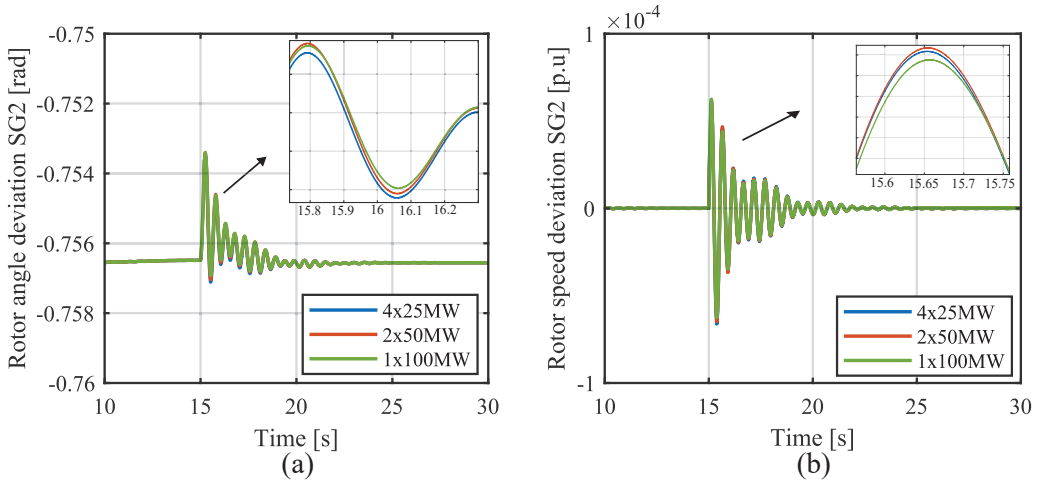 -0.75
-0.752
-0.754
-0.756
-0.758
-0.76
Rotor angle deviation SG2 [rad]
15.8 15.9 16 16.1 16.2
4x25MW
2x50MW
1x100MW
10 15 20 25 30
Time [s]
(a)
×10⁻⁴
1
0
-1
Rotor speed deviation SG2 [p.u]
15.6 15.65 15.7 15.75
4x25MW
2x50MW
1x100MW
10 15 20 25 30
Time [s]
(b)